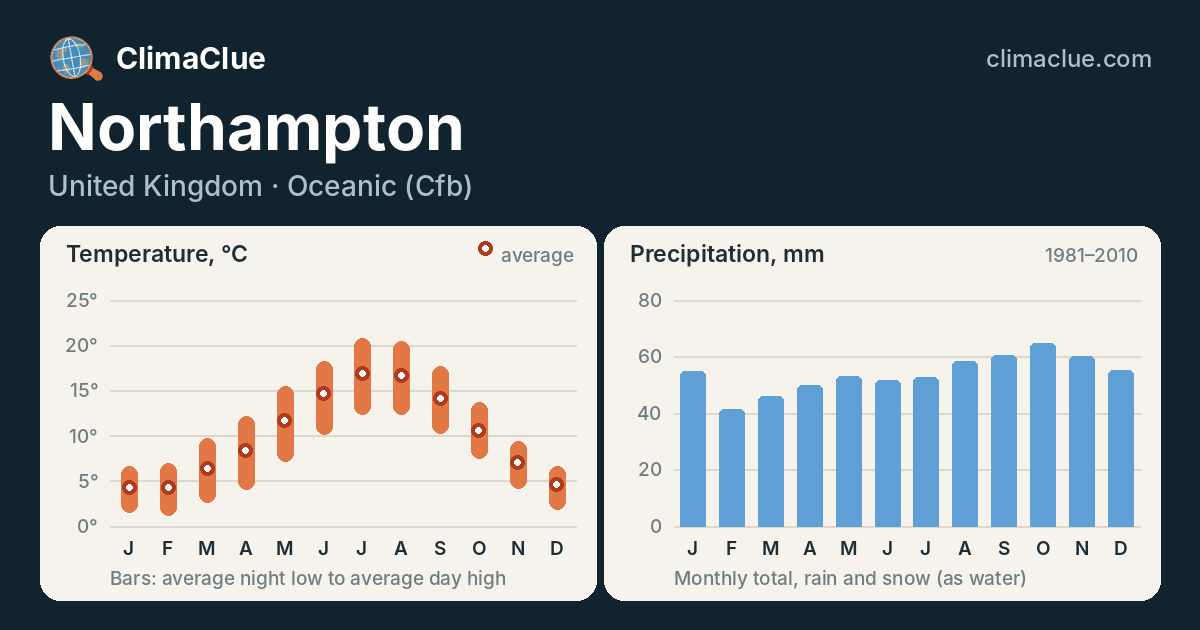 ClimaClue
climaclue.com
Northampton
United Kingdom · Oceanic (Cfb)
Temperature, °C
average
25°
20°
15°
10°
5°
0°
J F M A M J J A S O N D
Bars: average night low to average day high
Precipitation, mm
1981–2010
80
60
40
20
0
J F M A M J J A S O N D
Monthly total, rain and snow (as water)